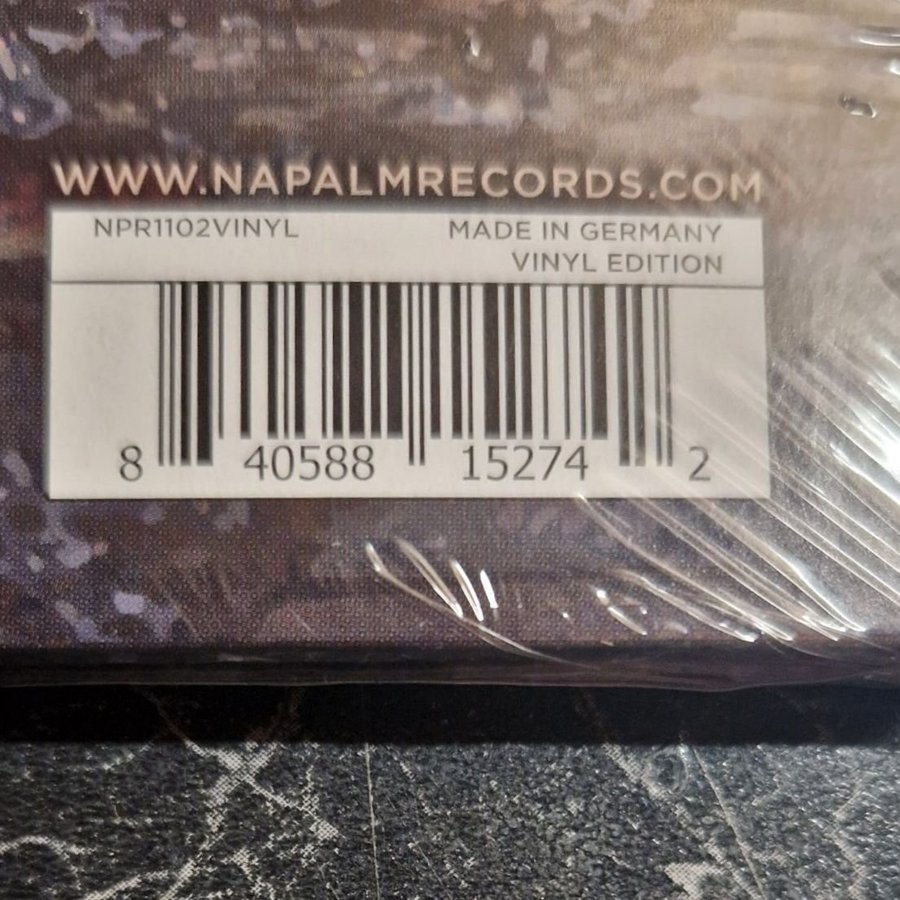 WWW.NAPALMRECORDS.COM
NPR1102VINYL
MADE IN GERMANY
VINYL EDITION
8 40588 15274 2